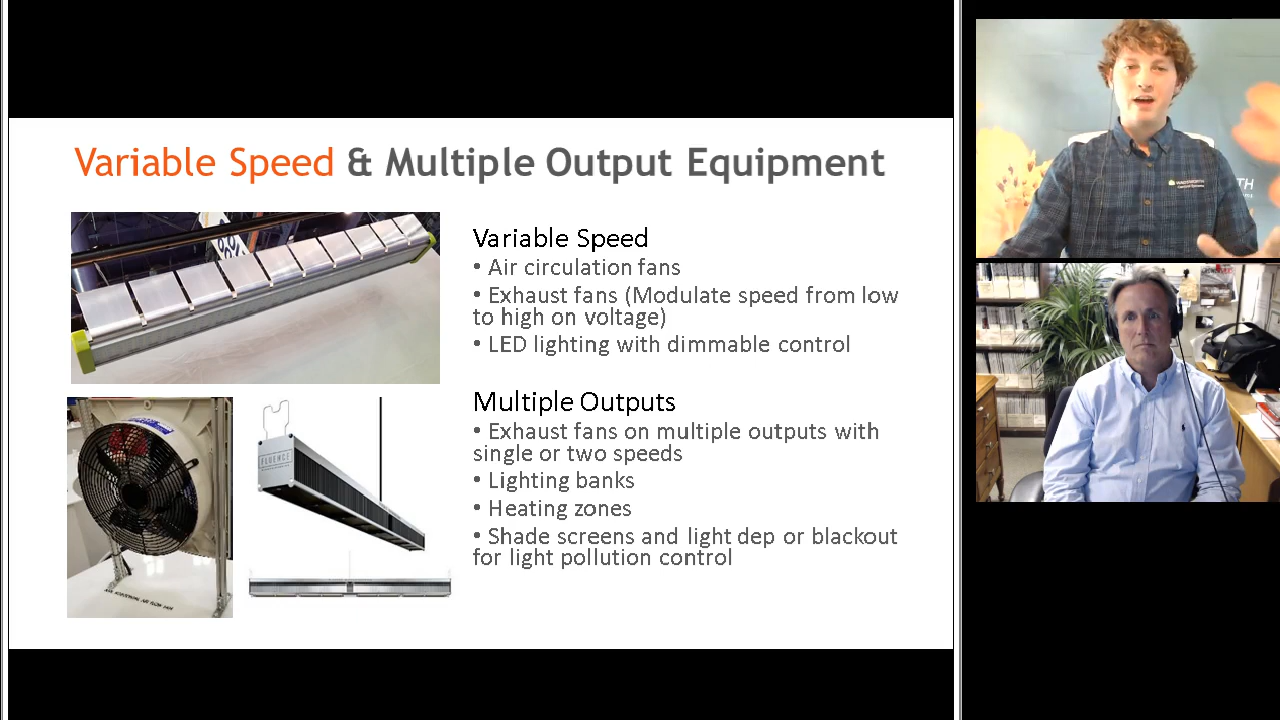 Variable Speed & Multiple Output Equipment
Variable Speed
• Air circulation fans
• Exhaust fans (Modulate speed from low
to high on voltage)
• LED lighting with dimmable control
Multiple Outputs
• Exhaust fans on multiple outputs with
single or two speeds
• Lighting banks
• Heating zones
• Shade screens and light dep or blackout
for light pollution control
FLUENCE
TH